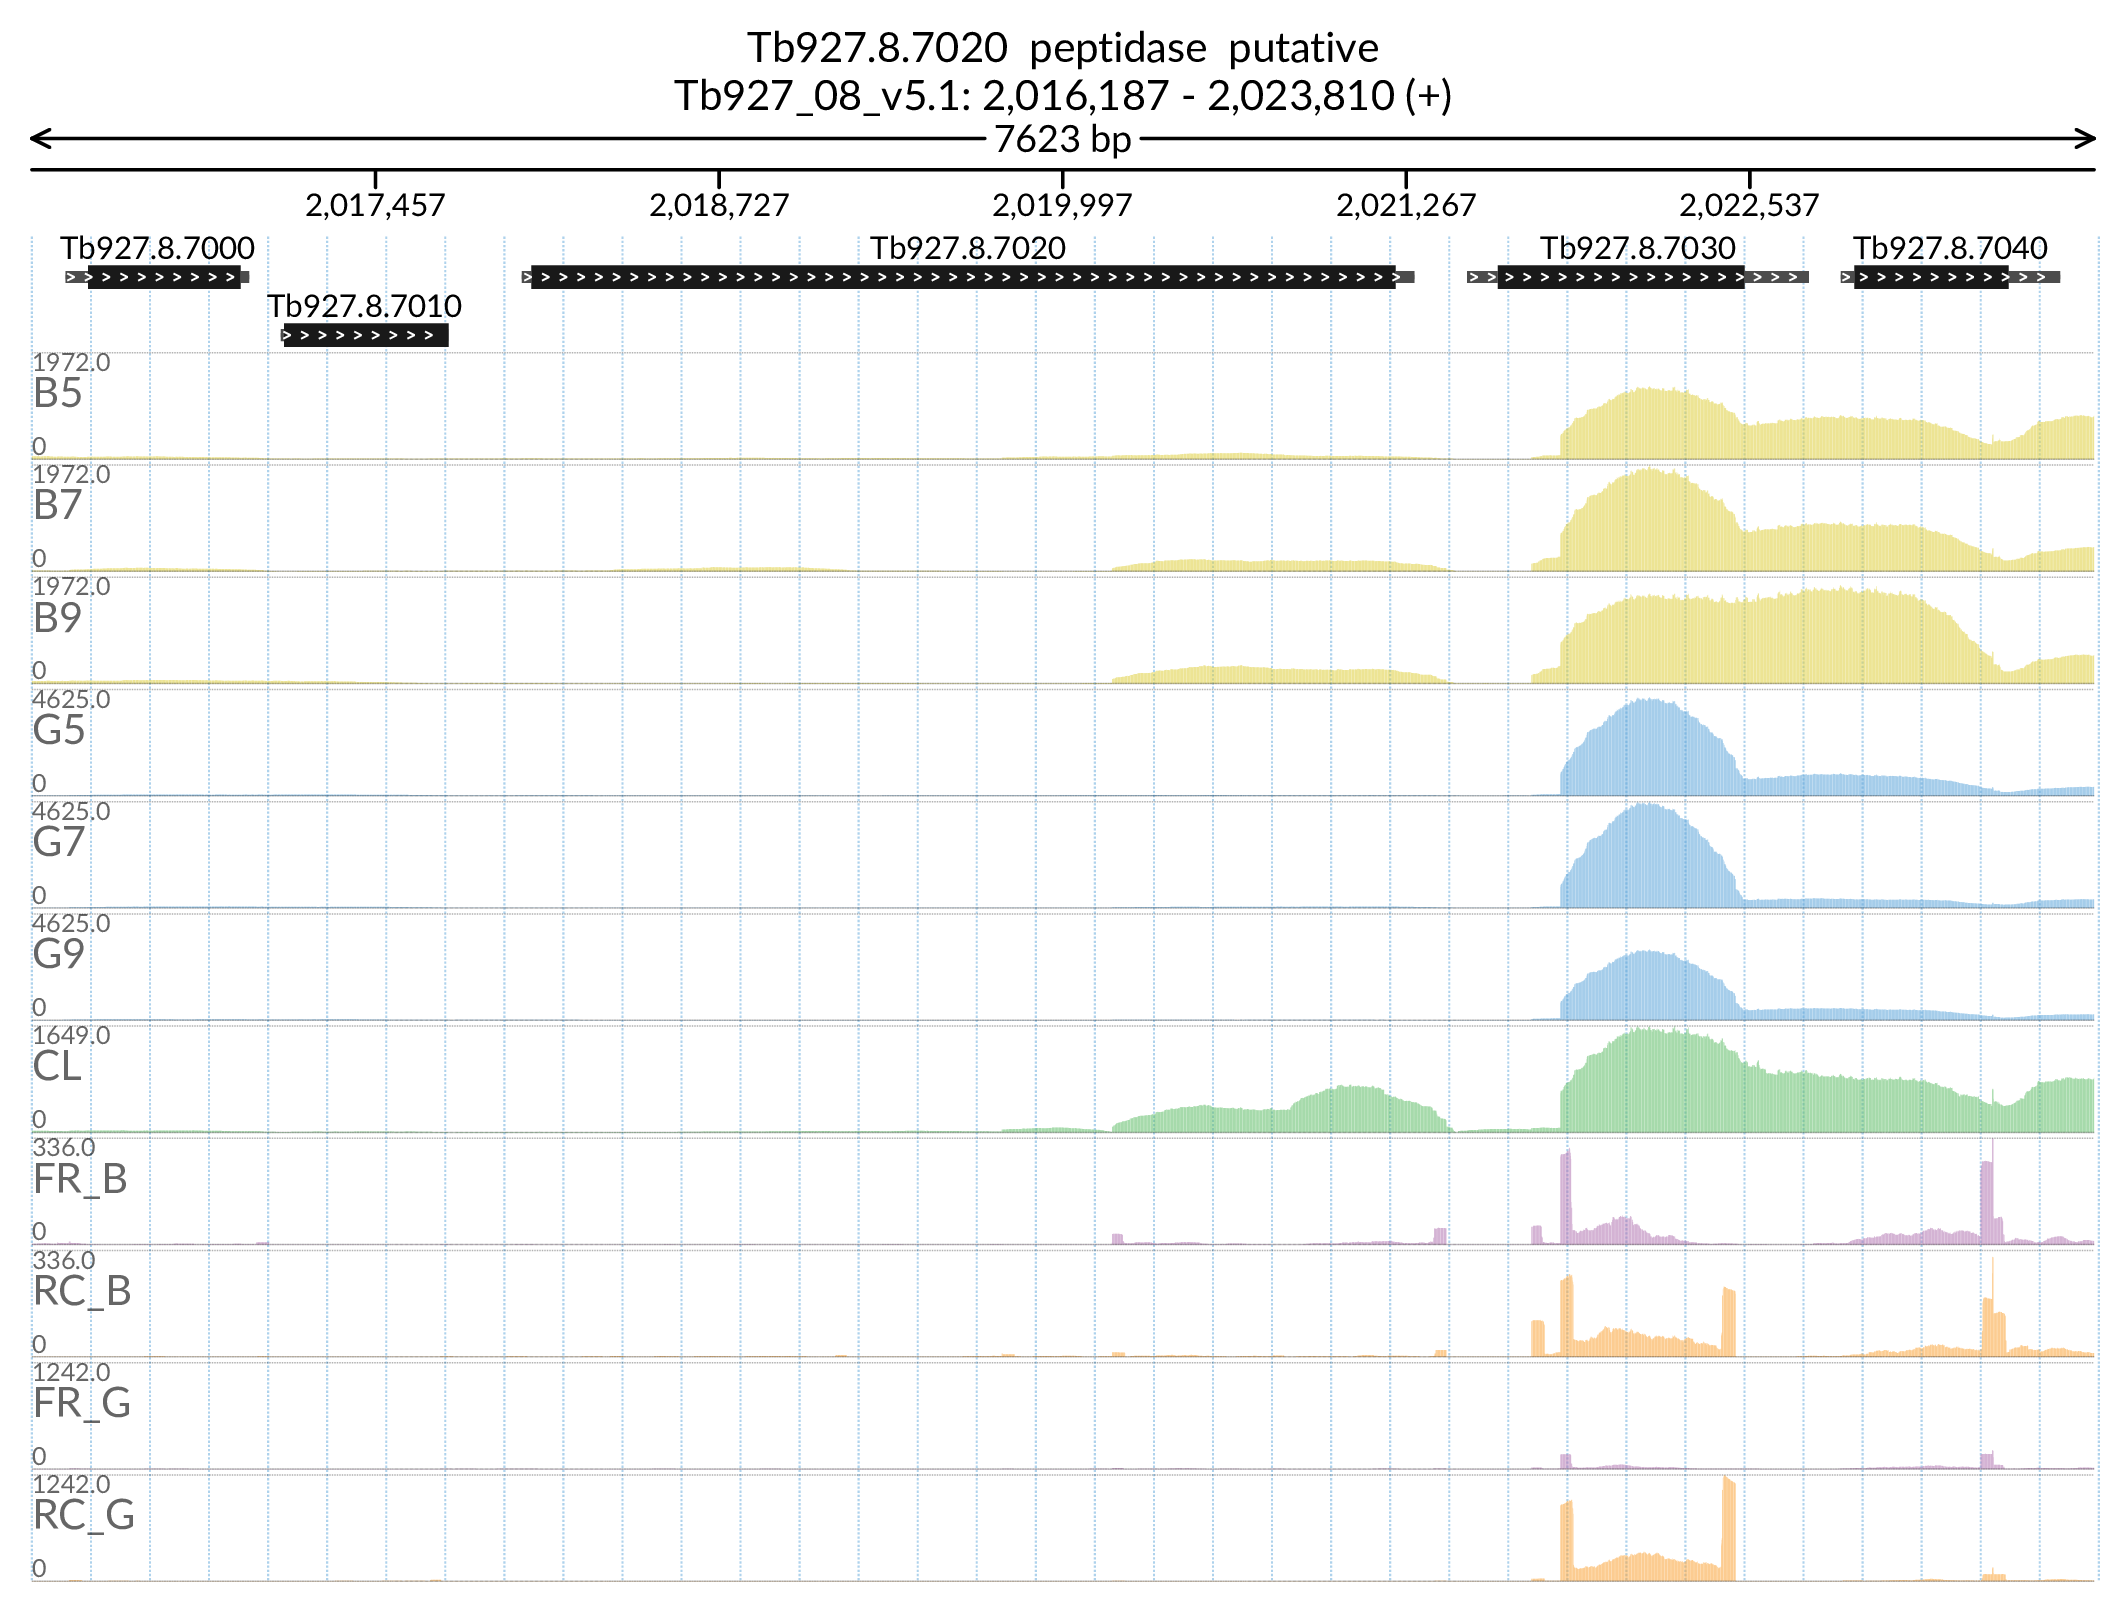 Tb927.8.7020 peptidase putative
Tb927_08_v5.1: 2,016,187 - 2,023,810 (+)
7623 bp
2,017,457 2,018,727 2,019,997 2,021,267 2,022,537
Tb927.8.7000 Tb927.8.7020 Tb927.8.7030 Tb927.8.7040
Tb927.8.7010
1972.0
B5
0
1972.0
B7
0
1972.0
B9
0
4625.0
G5
0
4625.0
G7
0
4625.0
G9
0
1649.0
CL
0
336.0
FR_B
0
336.0
RC_B
0
1242.0
FR_G
0
1242.0
RC_G
0